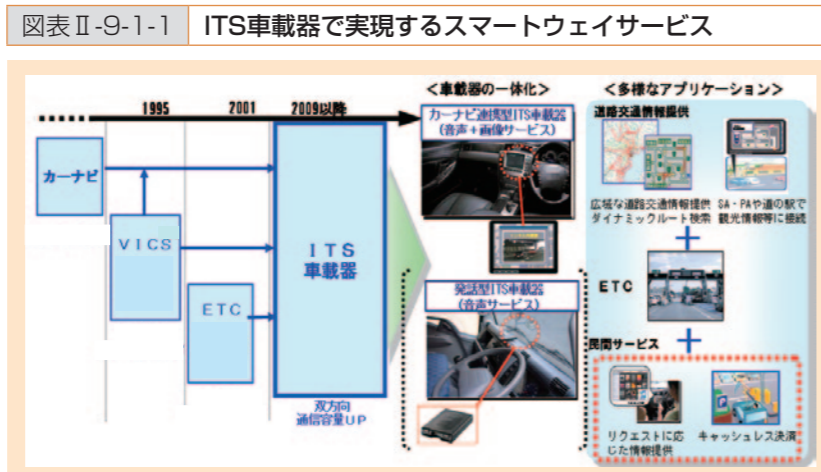 図表Ⅱ-9-1-1 ITS車載器で実現するスマートウェイサービス
1995 2001 2009以降
カーナビ
VICS
ETC
ITS
車載器
双方向
通信容量UP
＜車載器の一体化＞
カーナビ連携型ITS車載器
（音声＋画像サービス）
発話型ITS車載器
（音声サービス）
＜多様なアプリケーション＞
道路交通情報提供
広域な道路交通情報提供
ダイナミックルート検索
SA・PAや道の駅で
観光情報等に接続
＋
ETC
＋
民間サービス
リクエストに応
じた情報提供
キャッシュレス決済